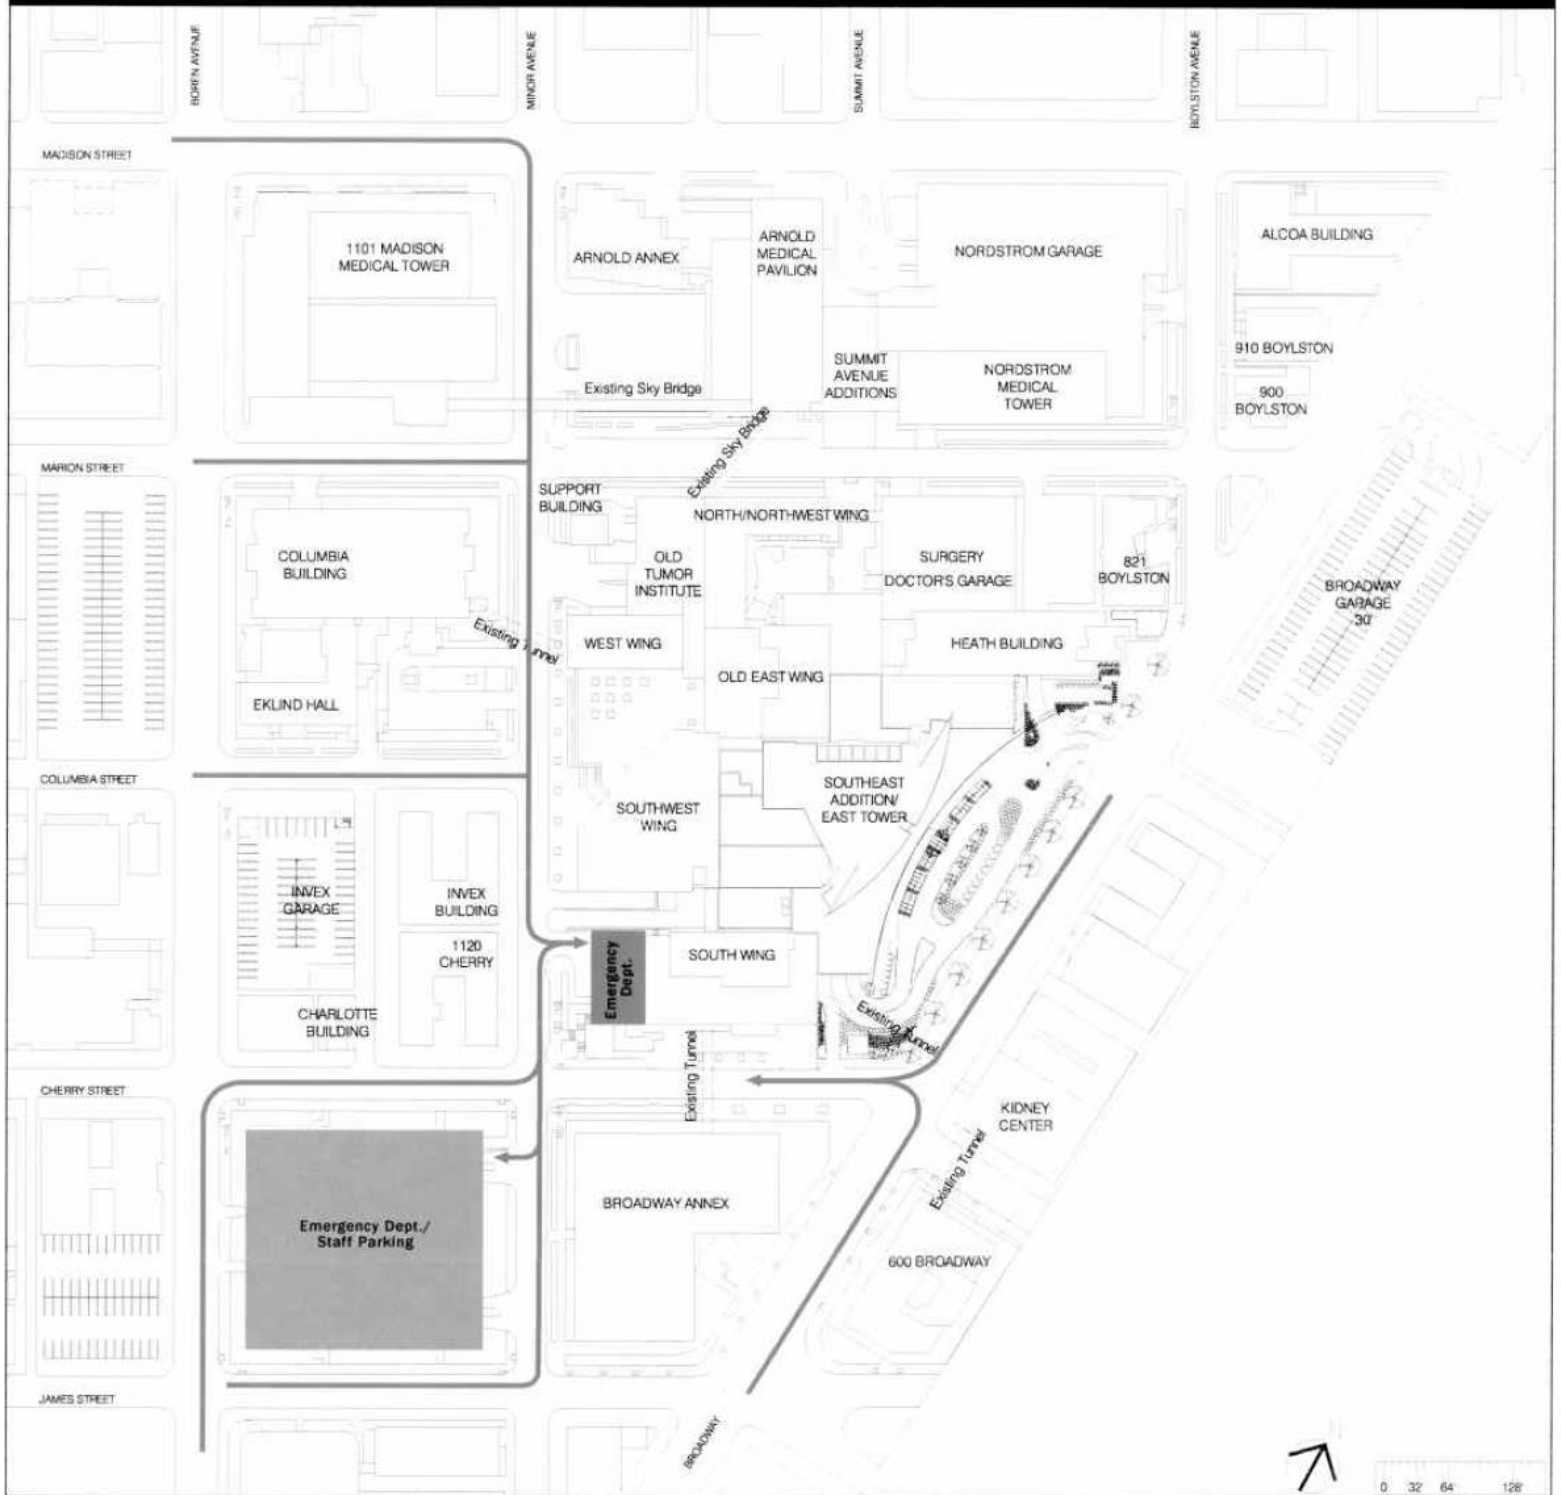 BOREN AVENUE
MINOR AVENUE
SUMMIT AVENUE
BOYLSTON AVENUE
MADISON STREET
1101 MADISON
MEDICAL TOWER
ARNOLD ANNEX
ARNOLD
MEDICAL
PAVILION
NORDSTROM GARAGE
ALCOA BUILDING
910 BOYLSTON
SUMMIT
AVENUE
ADDITIONS
NORDSTROM
MEDICAL
TOWER
900
BOYLSTON
Existing Sky Bridge
Existing Sky Bridge
MARION STREET
SUPPORT
BUILDING
NORTH/NORTHWEST WING
COLUMBIA
BUILDING
OLD
TUMOR
INSTITUTE
SURGERY
DOCTOR'S GARAGE
821
BOYLSTON
BROADWAY
GARAGE
-30'
Existing Tunnel
WEST WING
HEATH BUILDING
OLD EAST WING
EKLIND HALL
COLUMBIA STREET
SOUTHWEST
WING
SOUTHEAST
ADDITION/
EAST TOWER
INVEX
GARAGE
INVEX
BUILDING
1120
CHERRY
Emergency
Dept.
SOUTH WING
CHARLOTTE
BUILDING
Existing Tunnel
Existing Tunnel
CHERRY STREET
KIDNEY
CENTER
Existing Tunnel
BROADWAY ANNEX
Emergency Dept./
Staff Parking
600 BROADWAY
JAMES STREET
BROADWAY
0 32' 64' 128'